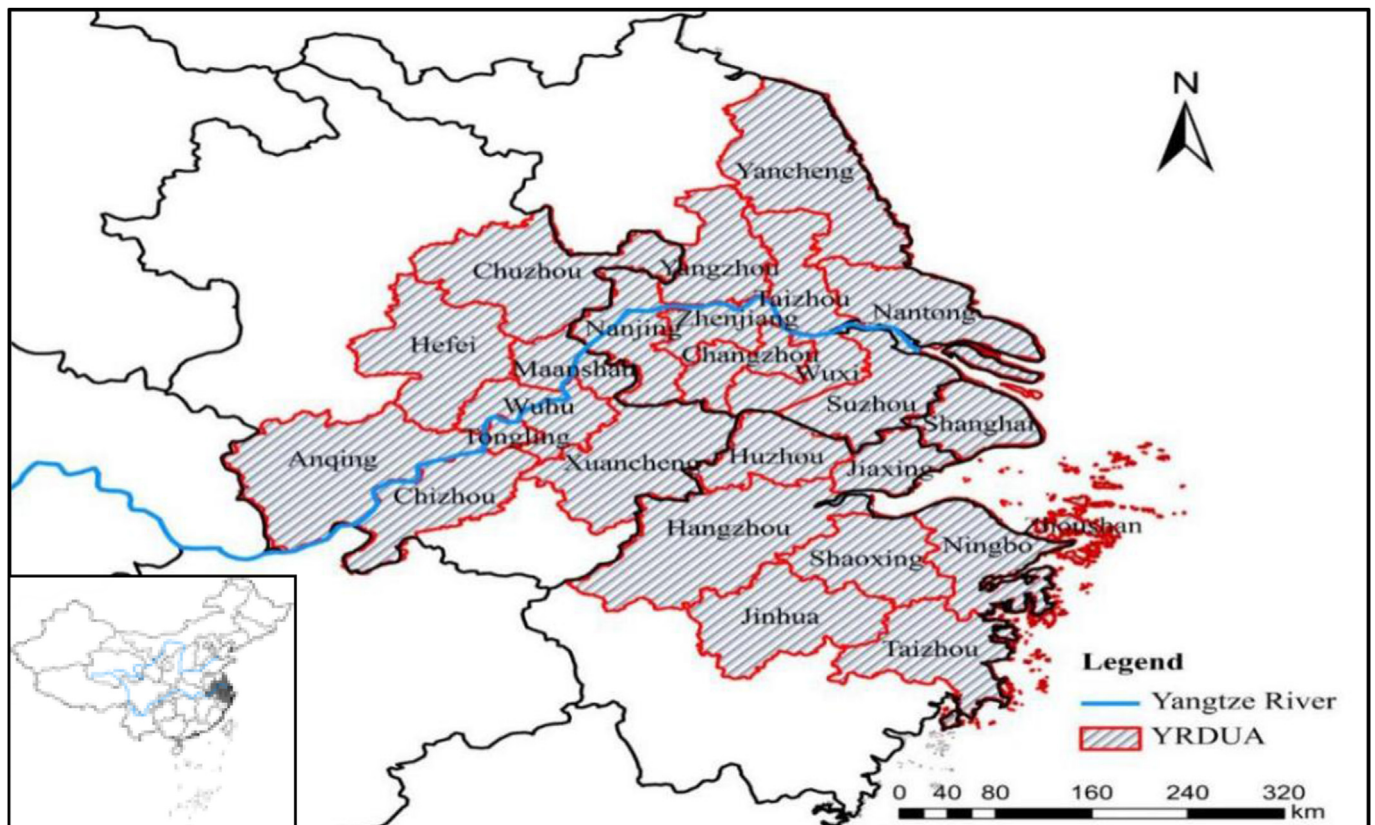 N
Yancheng
Chuzhou
Yangzhou
Taizhou
Nantong
Nanjing
Zhenjiang
Hefei
Changzhou
Maanshan
Wuxi
Wuhu
Suzhou
Shanghai
Tongling
Anqing
Xuancheng
Huzhou
Jiaxing
Chizhou
Hangzhou
Zhoushan
Ningbo
Shaoxing
Jinhua
Taizhou
Legend
Yangtze River
YRDUA
0 40 80 160 240 320
km